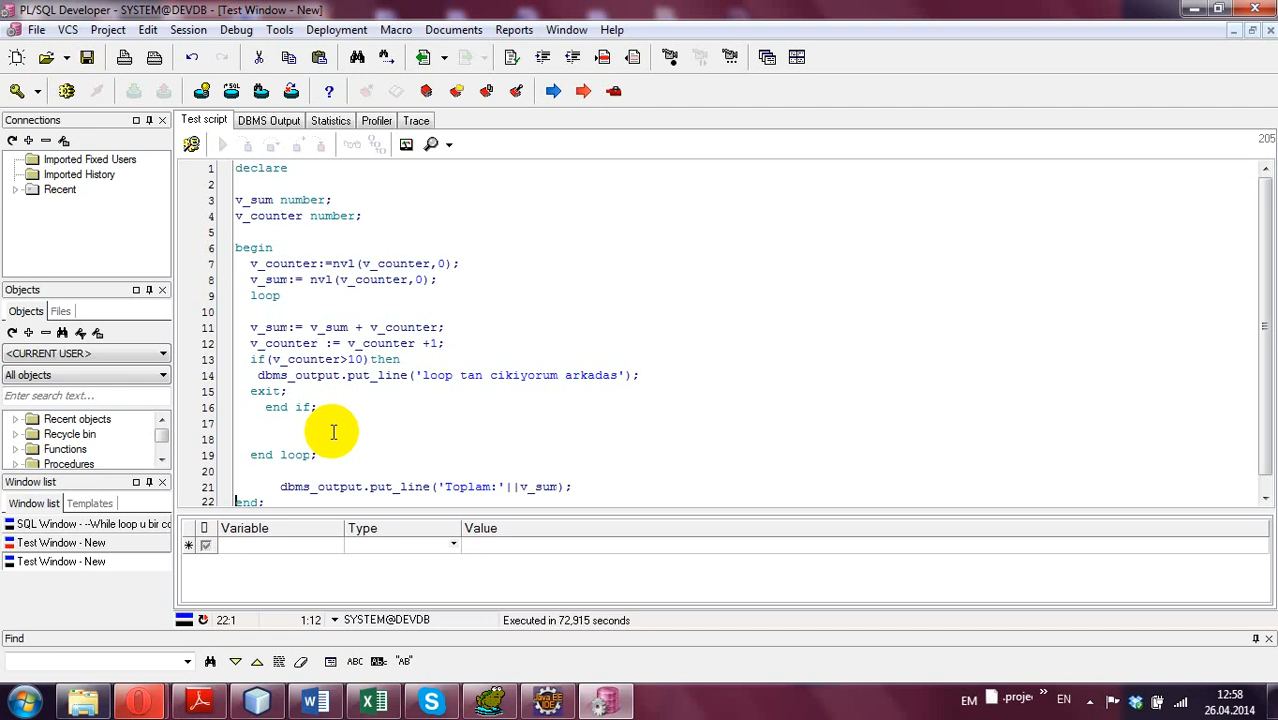 PL/SQL Developer - SYSTEM@DEVDB - [Test Window - New]
File VCS Project Edit Session Debug Tools Deployment Macro Documents Reports Window Help
Connections
Imported Fixed Users
Imported History
Recent
Objects
Objects Files
<CURRENT USER>
All objects
Enter search text...
Recent objects
Recycle bin
Functions
Procedures
Window list
Window list Templates
SQL Window - --While loop u bir co
Test Window - New
Test Window - New
Test script DBMS Output Statistics Profiler Trace
205
1 declare
2
3 v_sum number;
4 v_counter number;
5
6 begin
7 v_counter:=nvl(v_counter,0);
8 v_sum:= nvl(v_counter,0);
9 loop
10
11 v_sum:= v_sum + v_counter;
12 v_counter := v_counter +1;
13 if(v_counter>10)then
14 dbms_output.put_line('loop tan cikiyorum arkadas');
15 exit;
16 end if;
17
18
19 end loop;
20
21 dbms_output.put_line('Toplam:'||v_sum);
22 end;
Variable Type Value
22:1 1:12 SYSTEM@DEVDB Executed in 72,915 seconds
Find
ABC "AB"
EM .projec » EN 12:58
26.04.2014